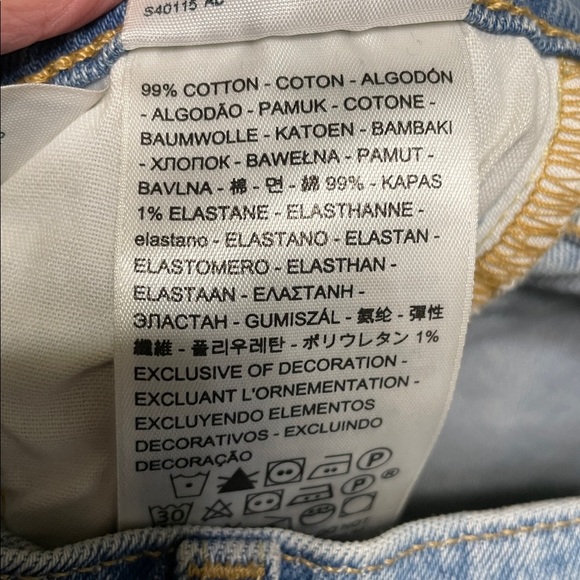 S40115 AD
99% COTTON - COTON - ALGODÓN
- ALGODÃO - PAMUK - COTONE -
BAUMWOLLE - KATOEN - BAMBAKI
- ХЛОПОК - BAWEŁNA - PAMUT -
BAVLNA - 棉 - 면 - 綿 99% - KAPAS
1% ELASTANE - ELASTHANNE -
elastano - ELASTANO - ELASTAN -
ELASTOMERO - ELASTHAN -
ELASTAAN - ΕΛΑΣΤΑΝΗ -
ЭЛАСТАН - GUMISZÁL - 氨纶 - 彈性
纖維 - 폴리우레탄 - ポリウレタン 1%
EXCLUSIVE OF DECORATION -
EXCLUANT L'ORNEMENTATION -
EXCLUYENDO ELEMENTOS
DECORATIVOS - EXCLUINDO
DECORAÇÃO
P
30 P
NOT